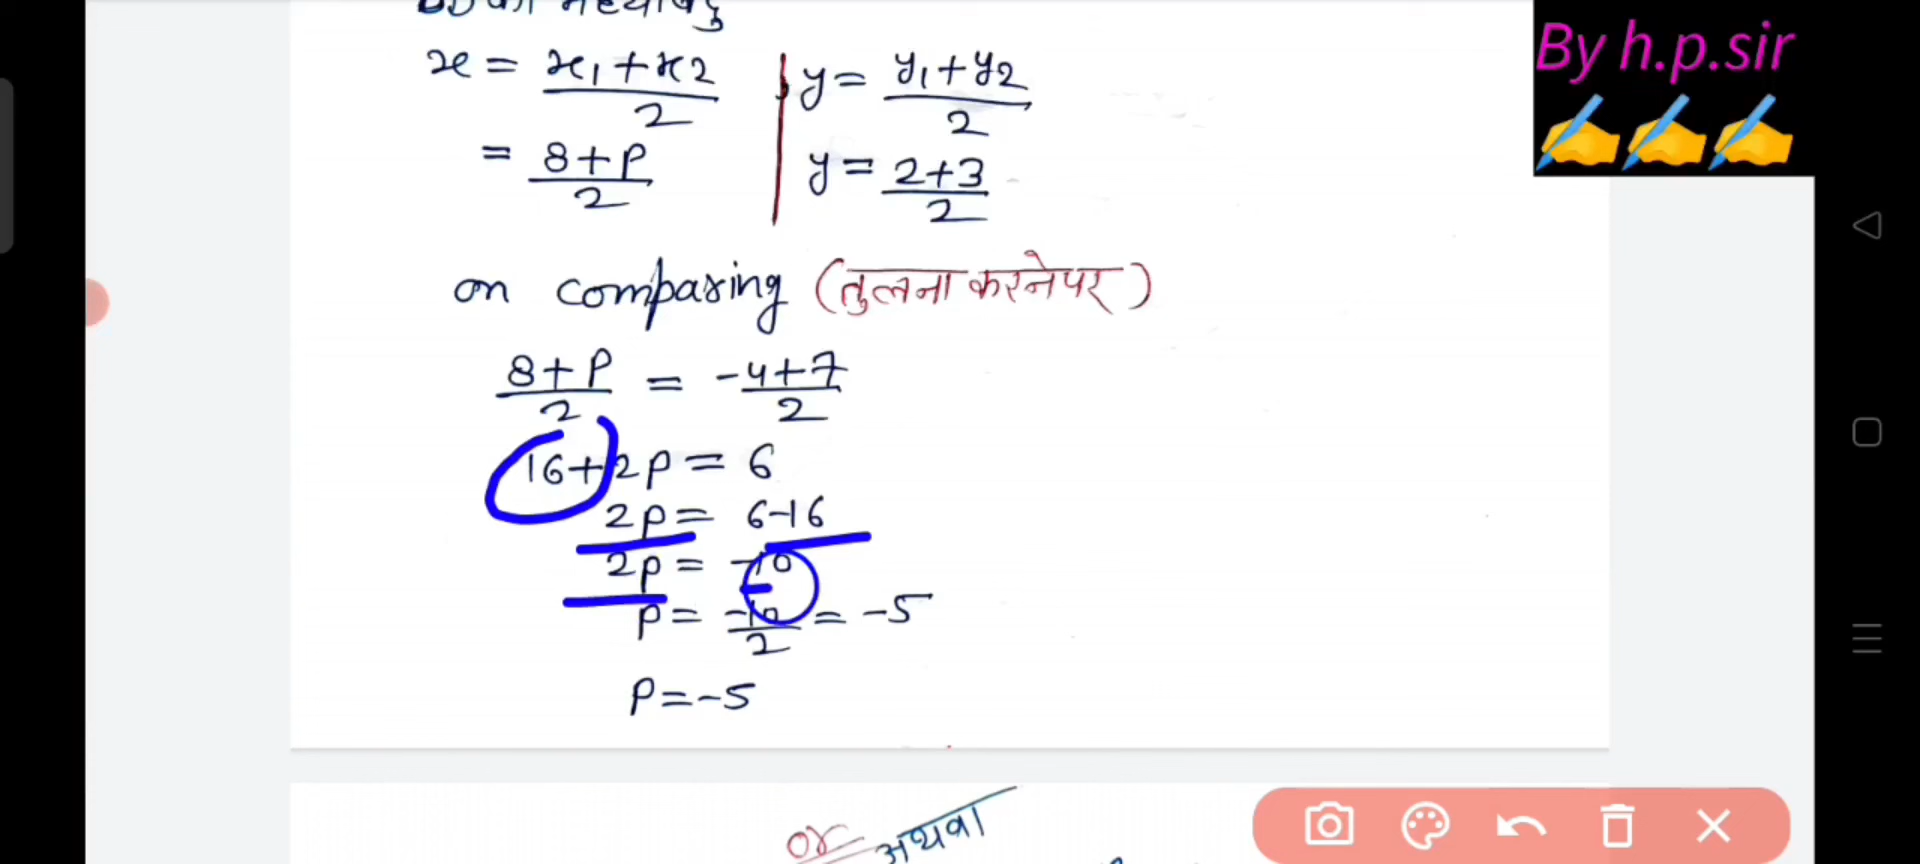 By h.p.sir
x = x1+x2/2 | y = y1+y2/2
= 8+P/2 | y = 2+3/2
on comparing (तुलना करने पर)
8+P/2 = -4+7/2
16+2P = 6
2P = 6-16
2P = -10
P = -10/2 = -5
P = -5
or अथवा